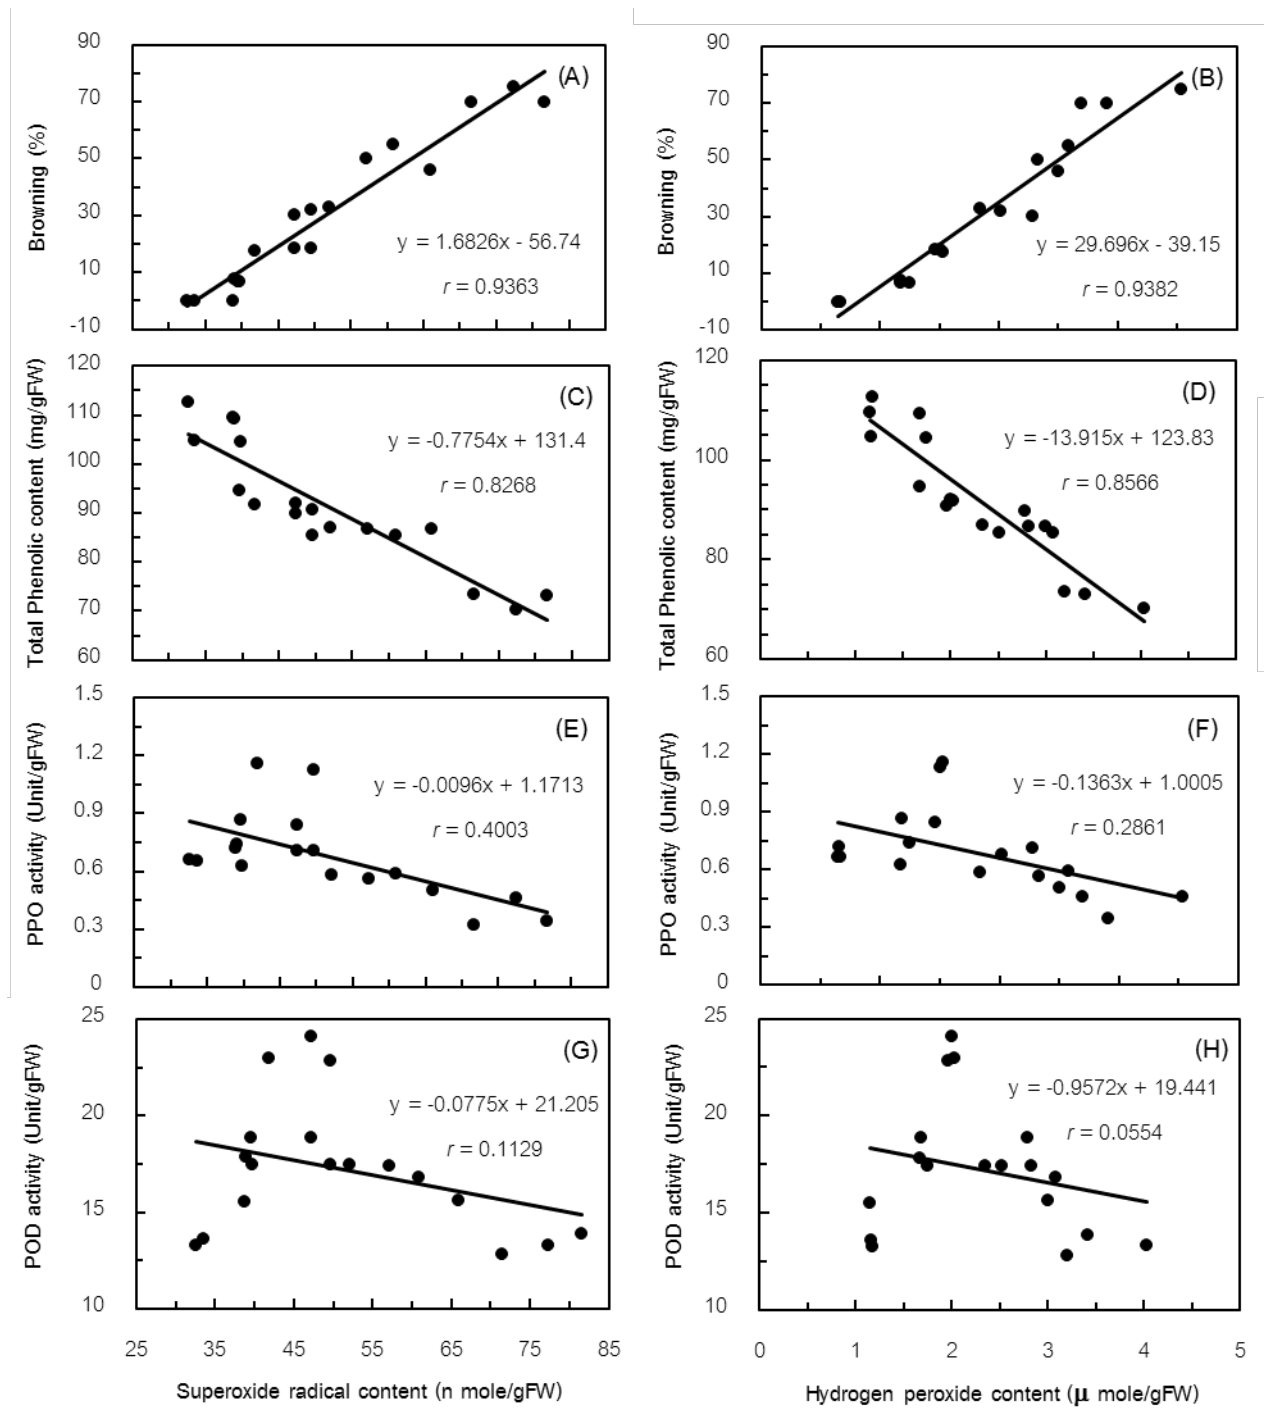 90
70
50
30
10
-10
Browning (%)
(A)
y = 1.6826x - 56.74
r = 0.9363
90
70
50
30
10
-10
Browning (%)
(B)
y = 29.696x - 39.15
r = 0.9382
120
110
100
90
80
70
60
Total Phenolic content (mg/gFW)
(C)
y = -0.7754x + 131.4
r = 0.8268
120
100
80
60
Total Phenolic content (mg/gFW)
(D)
y = -13.915x + 123.83
r = 0.8566
1.5
1.2
0.9
0.6
0.3
0
PPO activity (Unit/gFW)
(E)
y = -0.0096x + 1.1713
r = 0.4003
1.5
1.2
0.9
0.6
0.3
0
PPO activity (Unit/gFW)
(F)
y = -0.1363x + 1.0005
r = 0.2861
25
20
15
10
POD activity (Unit/gFW)
(G)
y = -0.0775x + 21.205
r = 0.1129
25 35 45 55 65 75 85
Superoxide radical content (n mole/gFW)
25
20
15
10
POD activity (Unit/gFW)
(H)
y = -0.9572x + 19.441
r = 0.0554
0 1 2 3 4 5
Hydrogen peroxide content (μ mole/gFW)